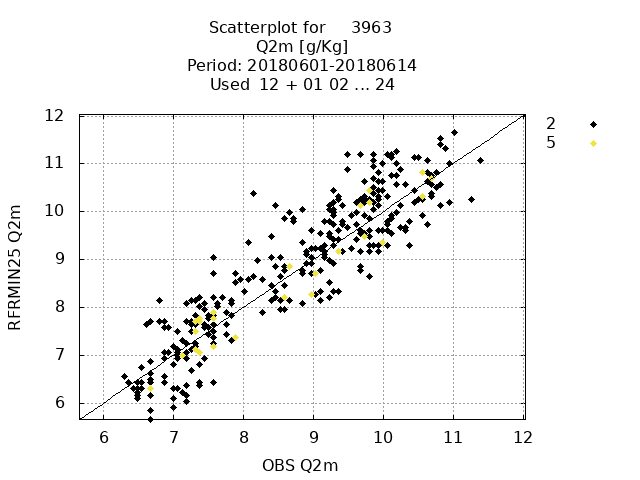 Scatterplot for 3963
Q2m [g/Kg]
Period: 20180601-20180614
Used 12 + 01 02 ... 24
2
5
12
11
10
9
8
7
6
RFRMIN25 Q2m
6 7 8 9 10 11 12
OBS Q2m